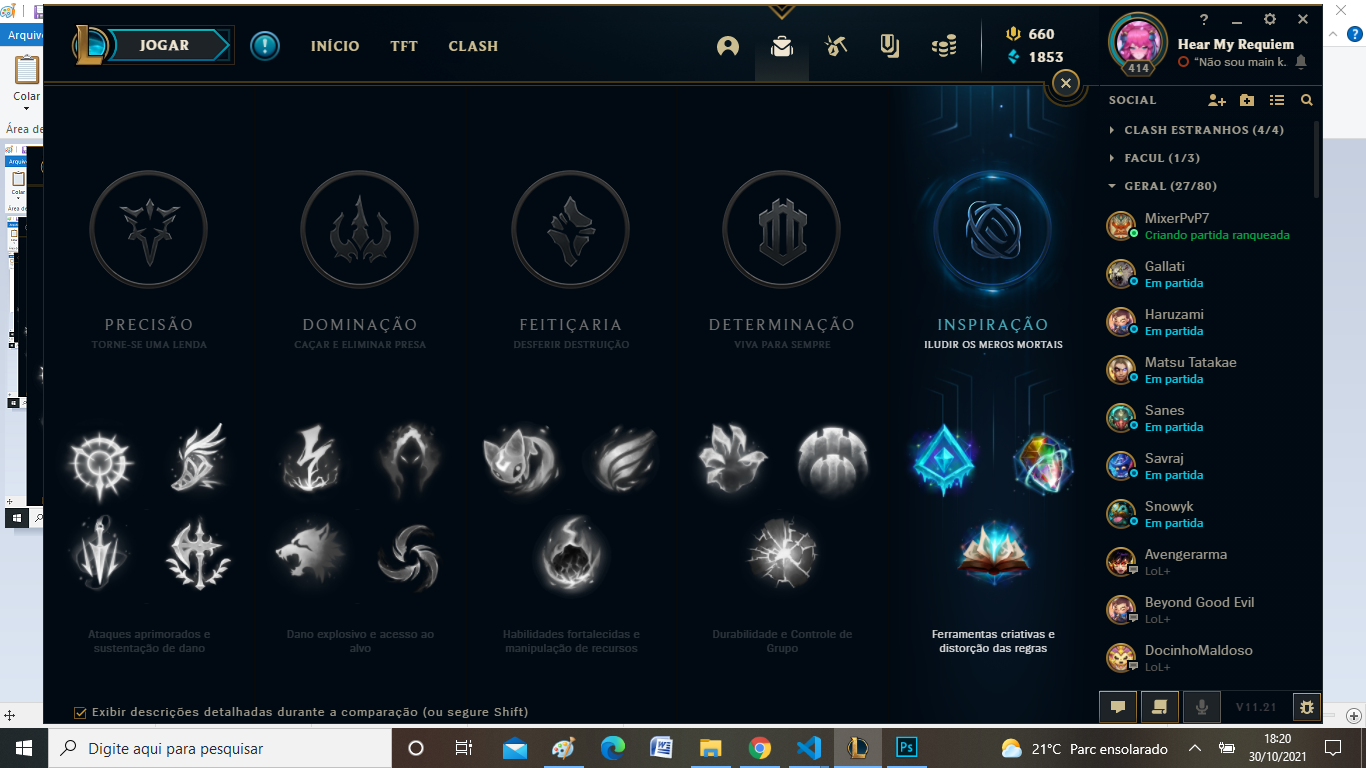 Arquivo
Colar
Área de
JOGAR
INÍCIO
TFT
CLASH
660
1853
414
Hear My Requiem
"Não sou main k.
SOCIAL
CLASH ESTRANHOS (4/4)
FACUL (1/3)
GERAL (27/80)
MixerPvP7
Criando partida ranqueada
Gallati
Em partida
Haruzami
Em partida
Matsu Tatakae
Em partida
Sanes
Em partida
Savraj
Em partida
Snowyk
Em partida
Avengerarma
LoL+
Beyond Good Evil
LoL+
DocinhoMaldoso
LoL+
V11.21
PRECISÃO
TORNE-SE UMA LENDA
DOMINAÇÃO
CAÇAR E ELIMINAR PRESA
FEITIÇARIA
DESFERIR DESTRUIÇÃO
DETERMINAÇÃO
VIVA PARA SEMPRE
INSPIRAÇÃO
ILUDIR OS MEROS MORTAIS
Ataques aprimorados e
sustentação de dano
Dano explosivo e acesso ao
alvo
Habilidades fortalecidas e
manipulação de recursos
Durabilidade e Controle de
Grupo
Ferramentas criativas e
distorção das regras
Exibir descrições detalhadas durante a comparação (ou segure Shift)
Digite aqui para pesquisar
Ps
21°C Parc ensolarado
18:20
30/10/2021